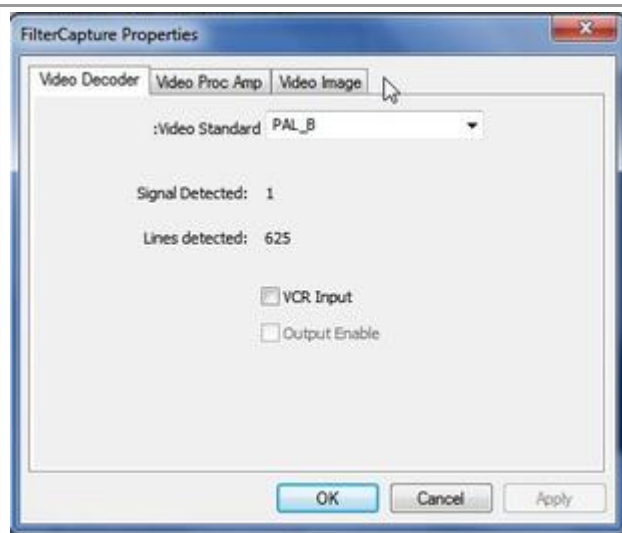 FilterCapture Properties
Video Decoder Video Proc Amp Video Image
:Video Standard PAL_B
Signal Detected: 1
Lines detected: 625
VCR Input
Output Enable
OK Cancel Apply